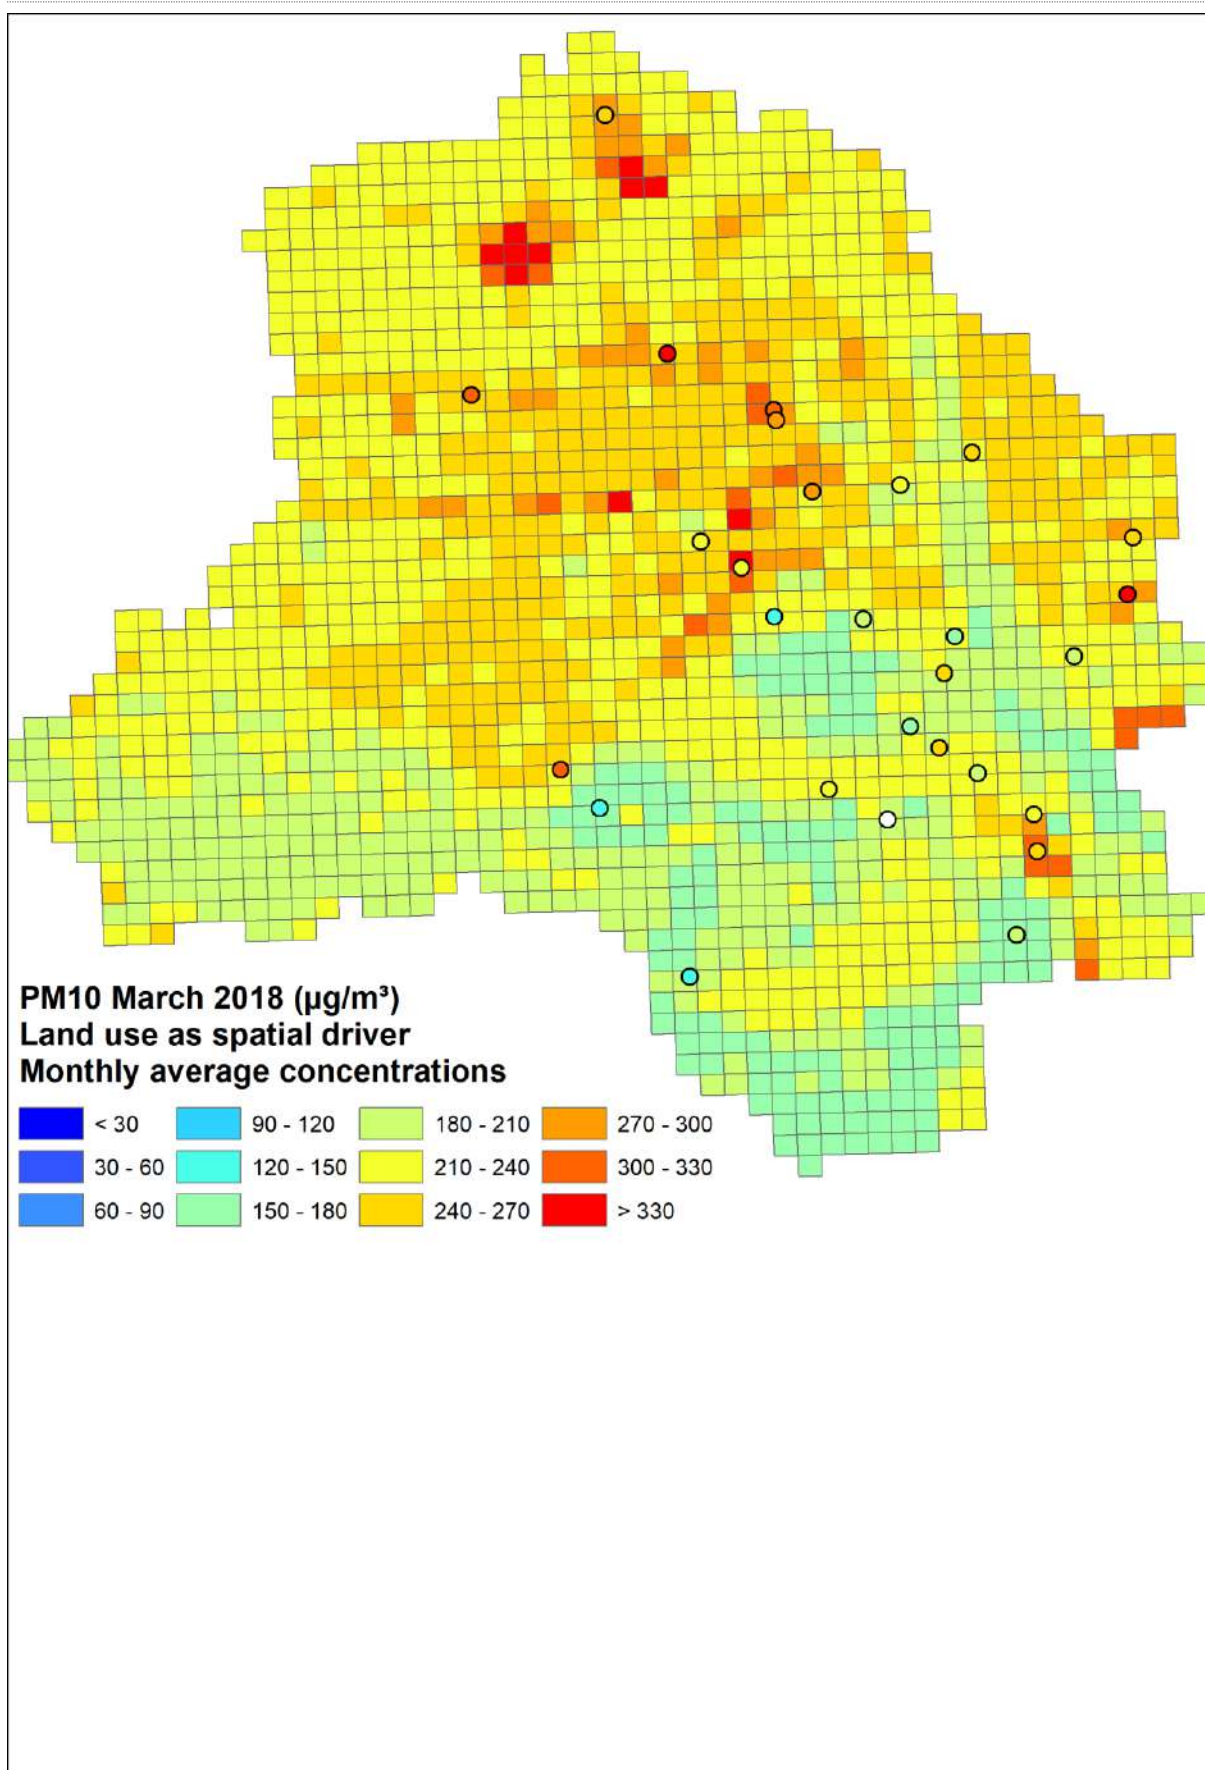 PM10 March 2018 (µg/m³)
Land use as spatial driver
Monthly average concentrations
< 30 90 - 120 180 - 210 270 - 300
30 - 60 120 - 150 210 - 240 300 - 330
60 - 90 150 - 180 240 - 270 > 330